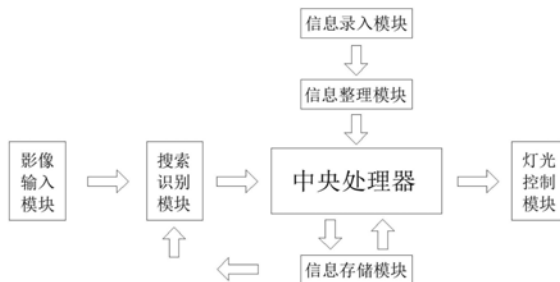 信息录入模块
信息整理模块
影像
输入
模块
搜索
识别
模块
中央处理器
灯光
控制
模块
信息存储模块